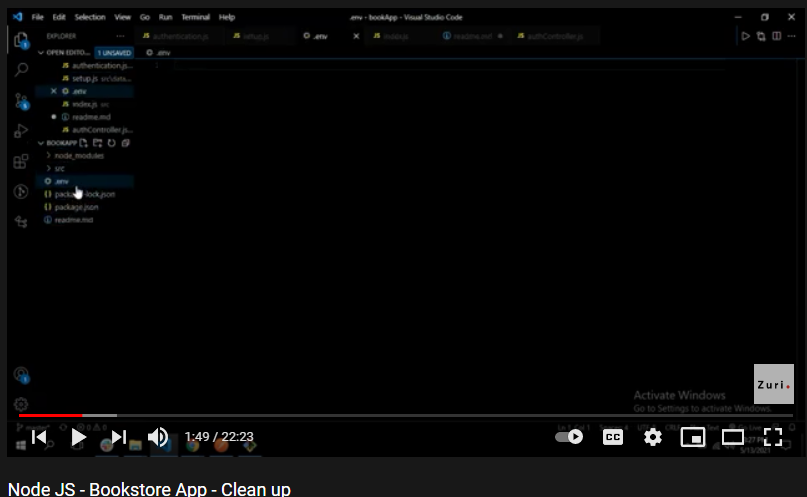 File Edit Selection View Go Run Terminal Help .env - bookApp - Visual Studio Code
EXPLORER
JS authentication.js JS setup.js .env JS index.js readme.md JS authController.js
OPEN EDITO... 1 UNSAVED
.env
JS authentication.js...
1
JS setup.js src\data...
.env
JS index.js src
readme.md
JS authController.js...
BOOKAPP
node_modules
src
.env
package-lock.json
package.json
readme.md
Zuri.
Activate Windows
Go to Settings to activate Windows.
1:49 / 22:23
CC
5/13/2021
Node JS - Bookstore App - Clean up